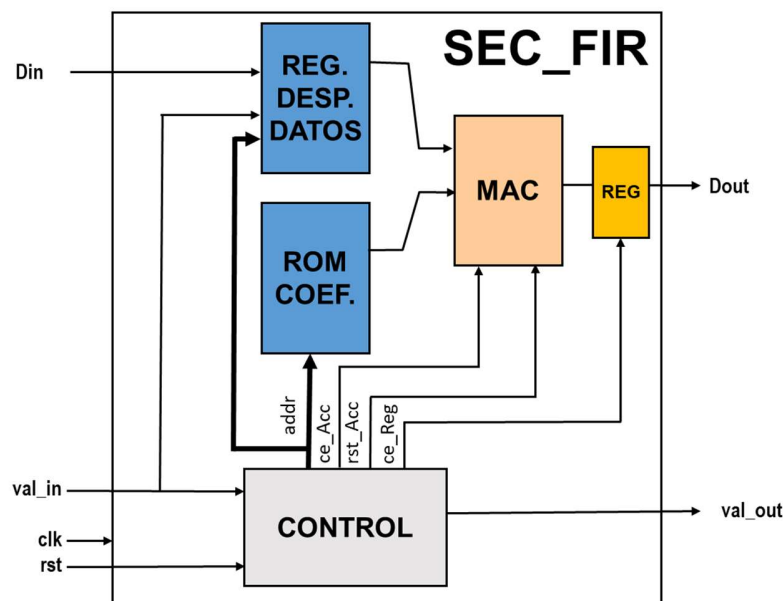 SEC_FIR
Din
REG.
DESP.
DATOS
MAC
REG
Dout
ROM
COEF.
addr
ce_Acc
rst_Acc
ce_Reg
val_in
CONTROL
val_out
clk
rst